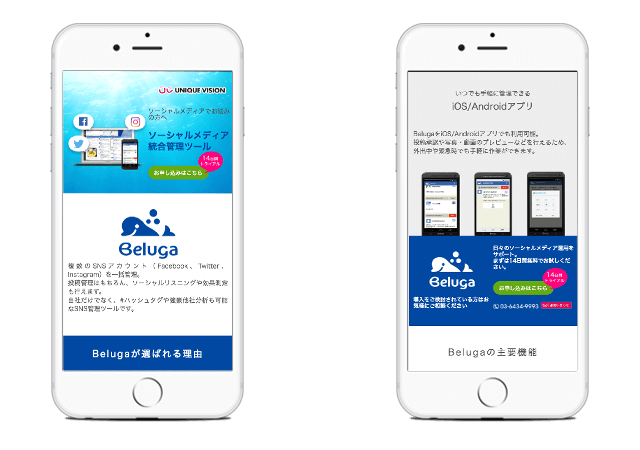 UNIQUE VISION
ソーシャルメディアでお悩み
の方へ
ソーシャルメディア
統合管理ツール
14日間
トライアル
お申し込みはこちら
Beluga
複数のSNSアカウント（Facebook、Twitter、
Instagram）を一括管理。
投稿管理はもちろん、ソーシャルリスニングや効果測定
も行えます。
自社だけでなく、#ハッシュタグや競合他社分析も可能
なSNS管理ツールです。
Belugaが選ばれる理由
いつでも手軽に管理できる
iOS/Androidアプリ
BelugaをiOS/Androidアプリでも利用可能。
投稿承認や写真・動画のプレビューなどを行えるため、
外出中や緊急時でも手軽に作業ができます。
日々のソーシャルメディア運用を
サポート。
まずは14日間無料でお試しくだ
さい。
Beluga
14日間
トライアル
お申し込みはこちら
導入をご検討されている方はお
気軽にご相談ください
03-6434-9993
Belugaの主要機能